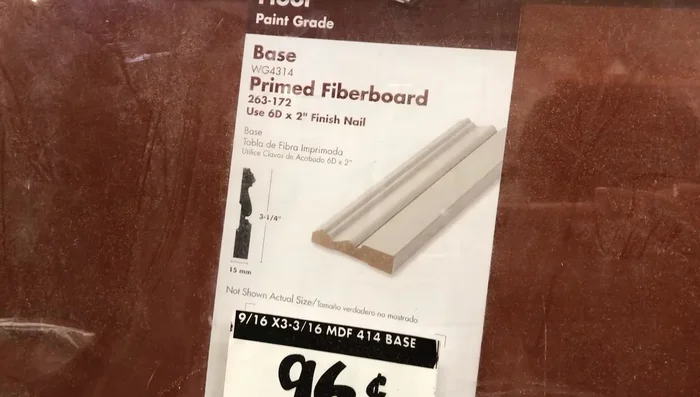 Floor
Paint Grade
Base
WG4314
Primed Fiberboard
263-172
Use 6D x 2" Finish Nail
Base
Tabla de Fibra Imprimada
Utilice Clavos de Acabado 6D x 2"
3-1/4"
15 mm
Not Shown Actual Size/Tamaño verdadero no mostrado
9/16 X3-3/16 MDF 414 BASE
96¢